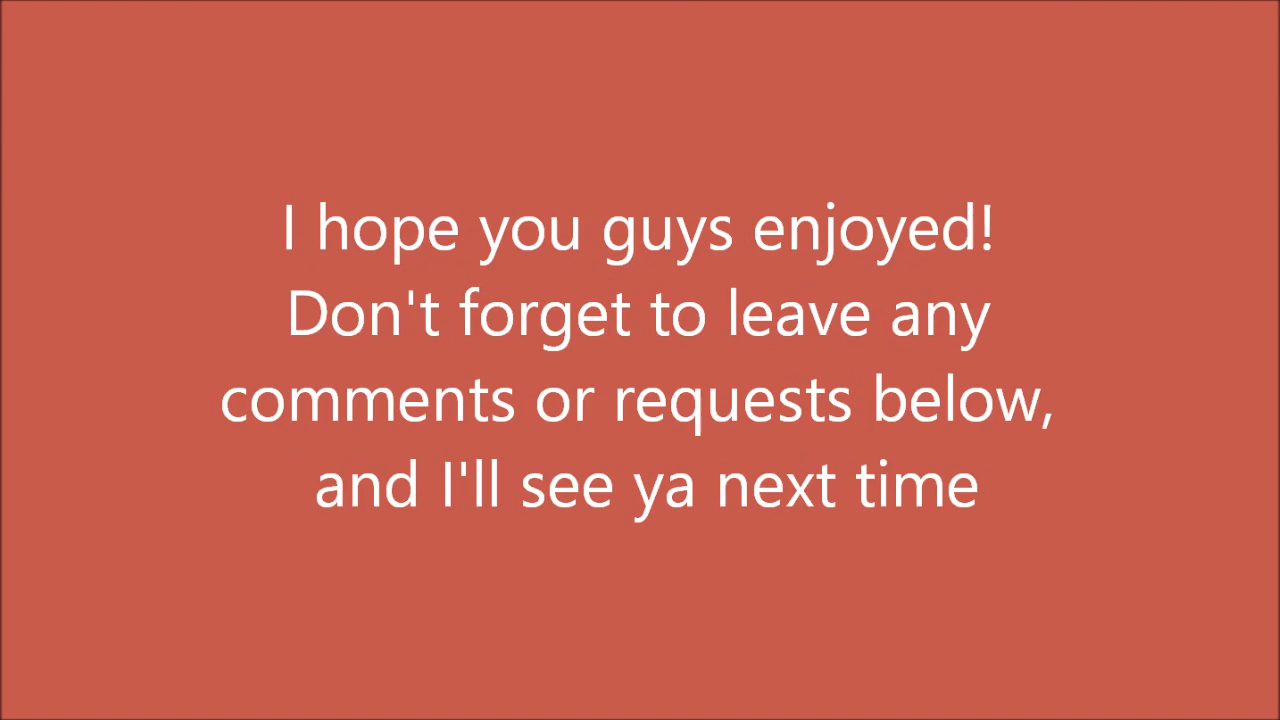 I hope you guys enjoyed!
Don't forget to leave any
comments or requests below,
and I'll see ya next time